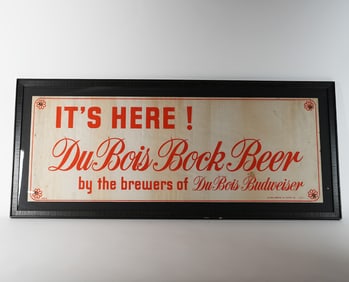 IT'S HERE !
DuBois Bock Beer
by the brewers of DuBois Budweiser